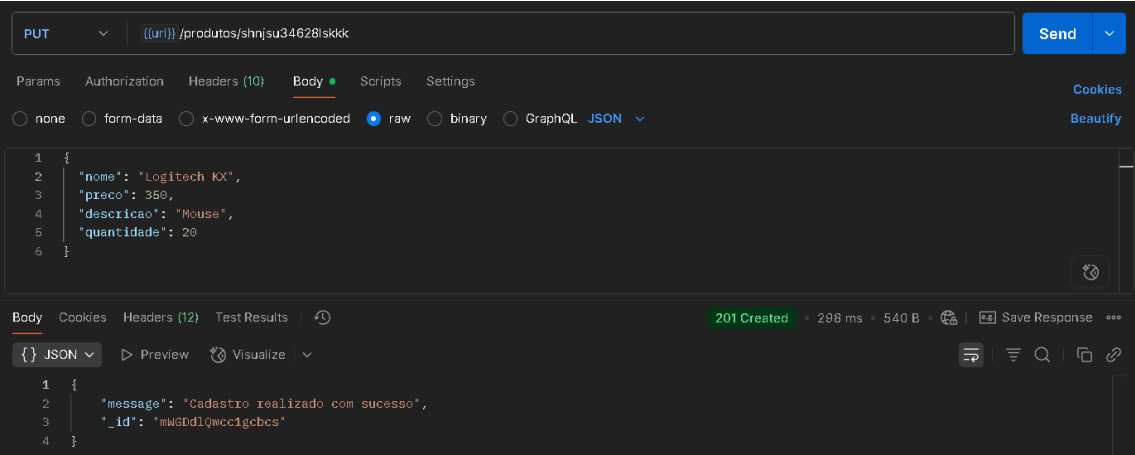 PUT {{url}}/produtos/shnjsu34628lskkk Send
Params Authorization Headers (10) Body Scripts Settings Cookies
none form-data x-www-form-urlencoded raw binary GraphQL JSON Beautify
1 {
2 "nome": "Logitech KX",
3 "preco": 350,
4 "descricao": "Mouse",
5 "quantidade": 20
6 }
Body Cookies Headers (12) Test Results 201 Created • 298 ms • 540 B • e.g. Save Response
{} JSON Preview Visualize
1 {
2 "message": "Cadastro realizado com sucesso",
3 "_id": "mWGDdlQwcc1gcbcs"
4 }